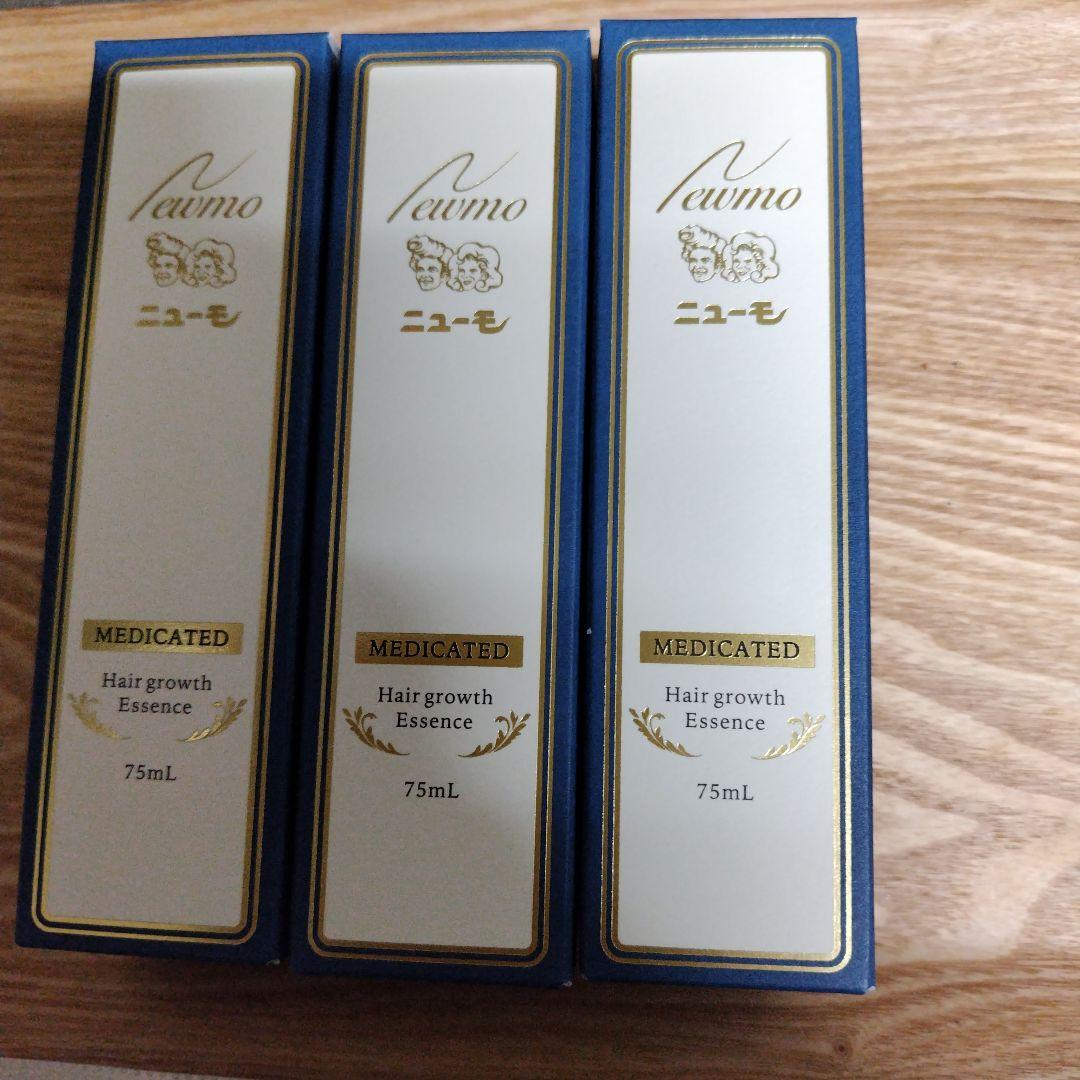 Newmo
ニューモ
MEDICATED
Hair growth
Essence
75mL
Newmo
ニューモ
MEDICATED
Hair growth
Essence
75mL
Newmo
ニューモ
MEDICATED
Hair growth
Essence
75mL